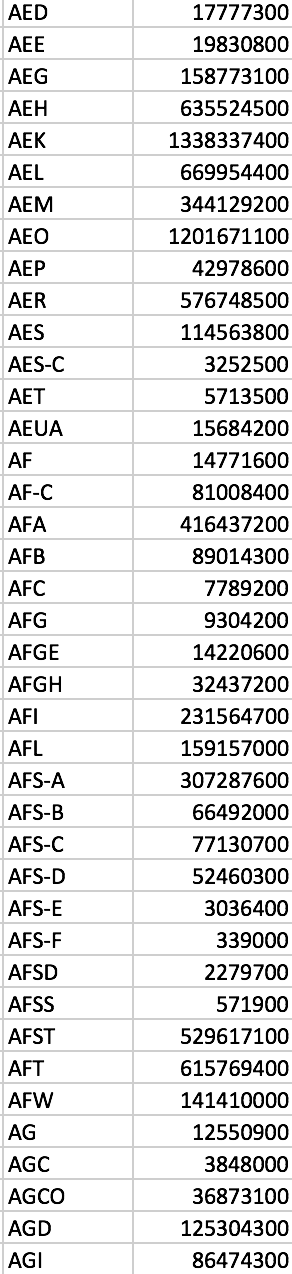 AED 17777300
AEE 19830800
AEG 158773100
AEH 635524500
AEK 1338337400
AEL 669954400
AEM 344129200
AEO 1201671100
AEP 42978600
AER 576748500
AES 114563800
AES-C 3252500
AET 5713500
AEUA 15684200
AF 14771600
AF-C 81008400
AFA 416437200
AFB 89014300
AFC 7789200
AFG 9304200
AFGE 14220600
AFGH 32437200
AFI 231564700
AFL 159157000
AFS-A 307287600
AFS-B 66492000
AFS-C 77130700
AFS-D 52460300
AFS-E 3036400
AFS-F 339000
AFSD 2279700
AFSS 571900
AFST 529617100
AFT 615769400
AFW 141410000
AG 12550900
AGC 3848000
AGCO 36873100
AGD 125304300
AGI 86474300